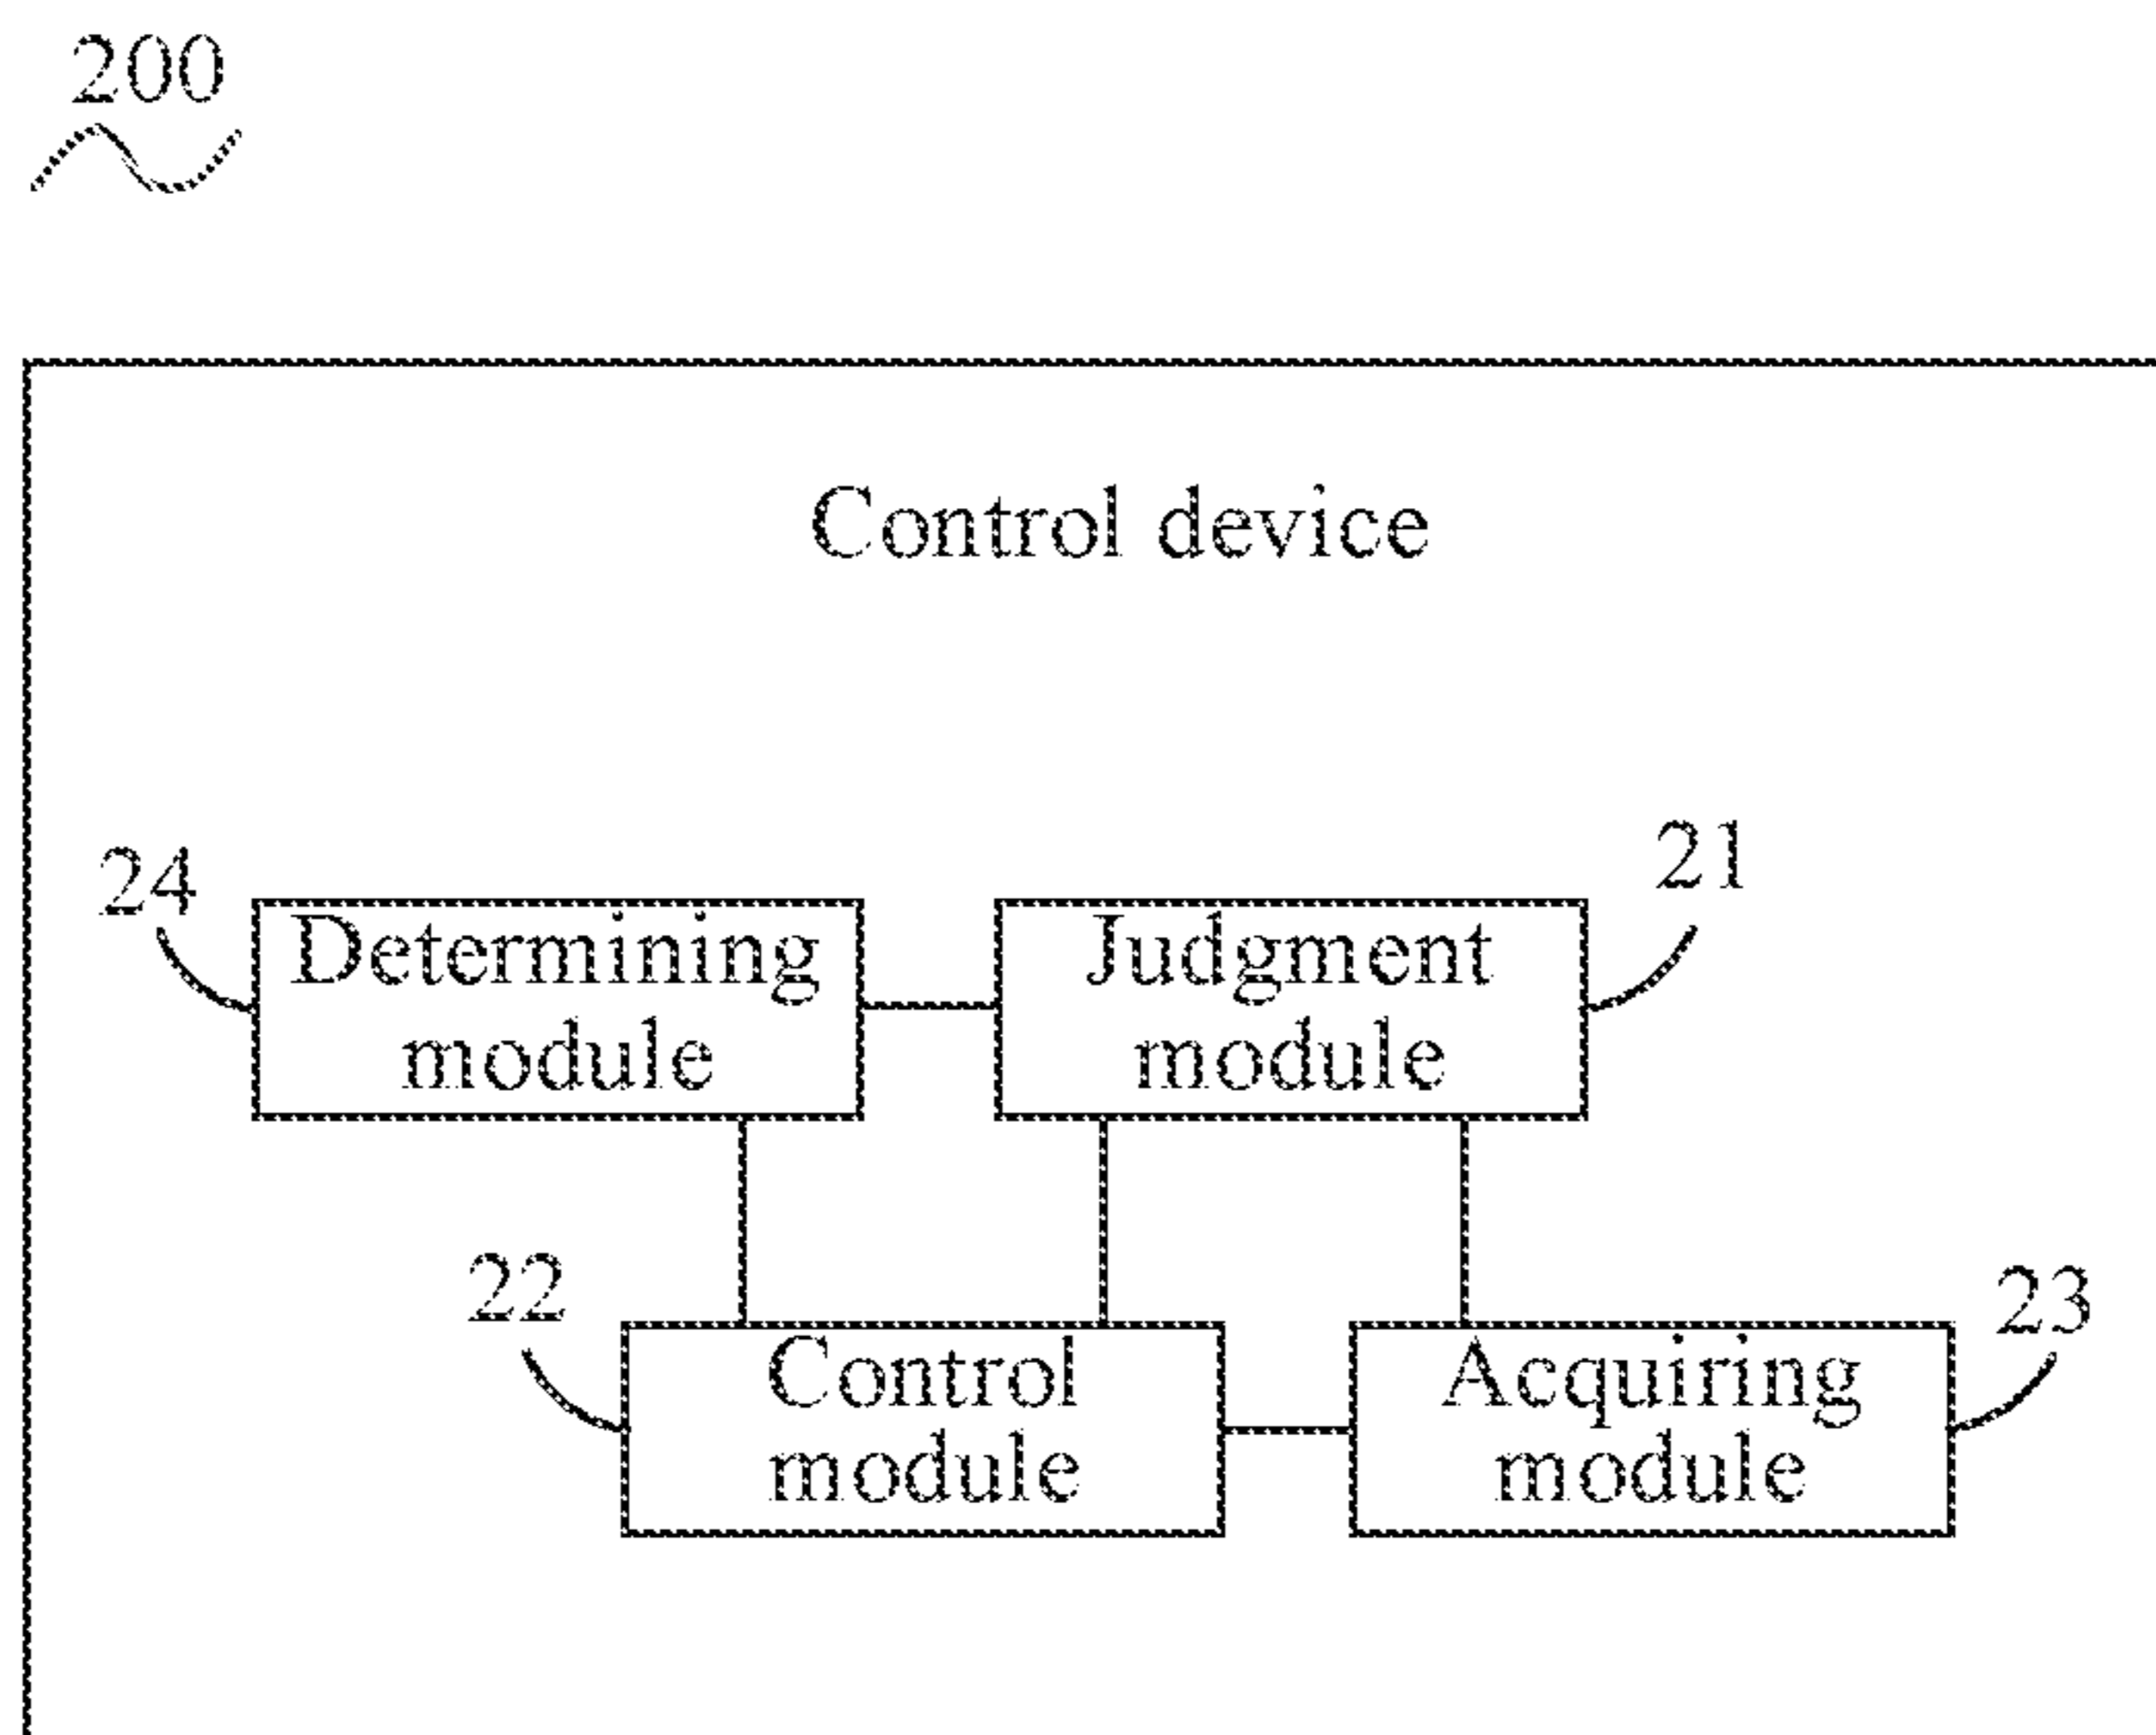 200
Control device
24
21
Determining
module
Judgment
module
22
23
Control
module
Acquiring
module